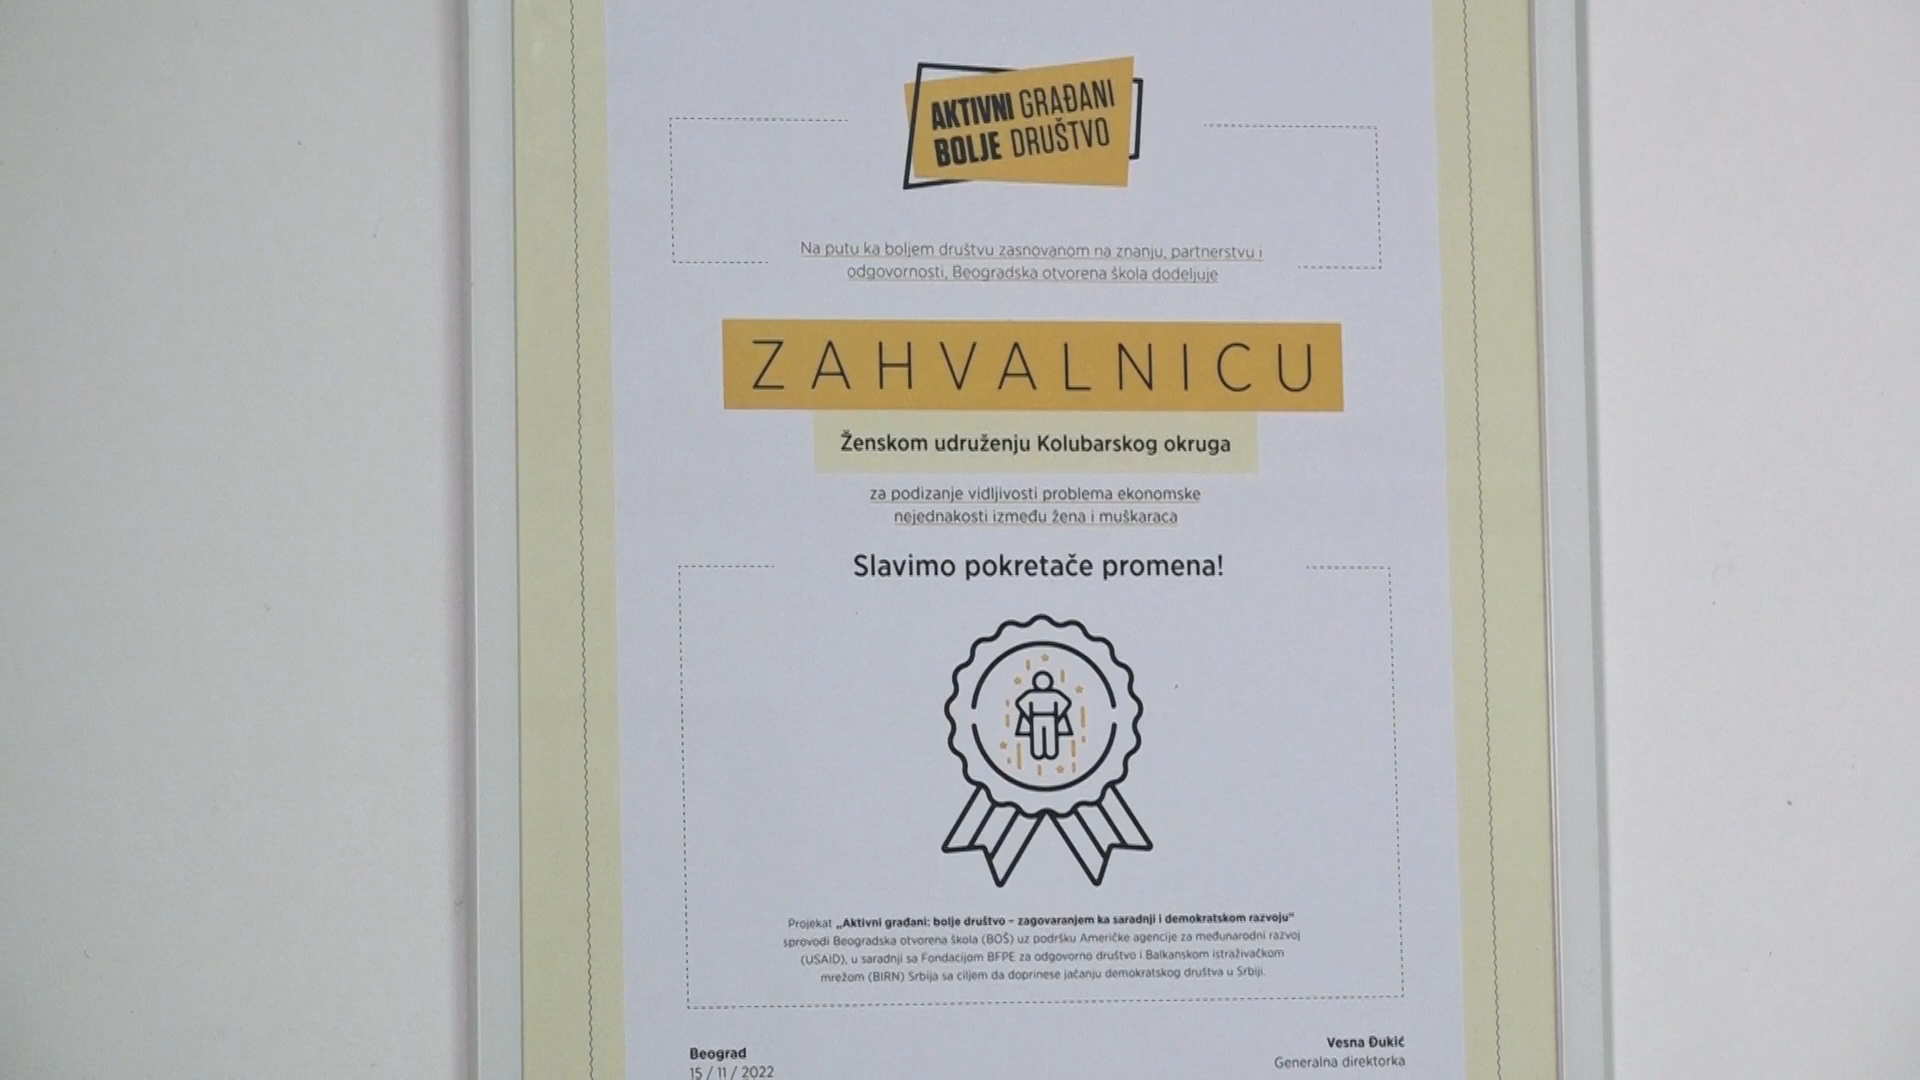 AKTIVNI GRAĐANI
BOLJE DRUŠTVO
Na putu ka boljem društvu zasnovanom na znanju, partnerstvu i
odgovornosti, Beogradska otvorena škola dodeljuje
ZAHVALNICU
Ženskom udruženju Kolubarskog okruga
za podizanje vidljivosti problema ekonomske
nejednakosti između žena i muškaraca
Slavimo pokretače promena!
Projekat „Aktivni građani: bolje društvo – zagovaranjem ka saradnji i demokratskom razvoju“
sprovodi Beogradska otvorena škola (BOŠ) uz podršku Američke agencije za međunarodni razvoj
(USAID), u saradnji sa Fondacijom BFPE za odgovorno društvo i Balkanskom istraživačkom
mrežom (BIRN) Srbija sa ciljem da doprinese jačanju demokratskog društva u Srbiji.
Beograd
15 / 11 / 2022
Vesna Đukić
Generalna direktorka